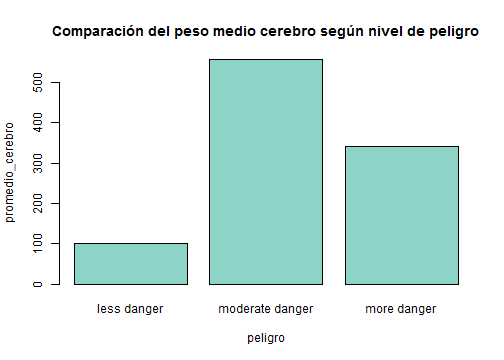 Comparación del peso medio cerebro según nivel de peligro
promedio_cerebro
500
400
300
200
100
0
less danger
moderate danger
more danger
peligro